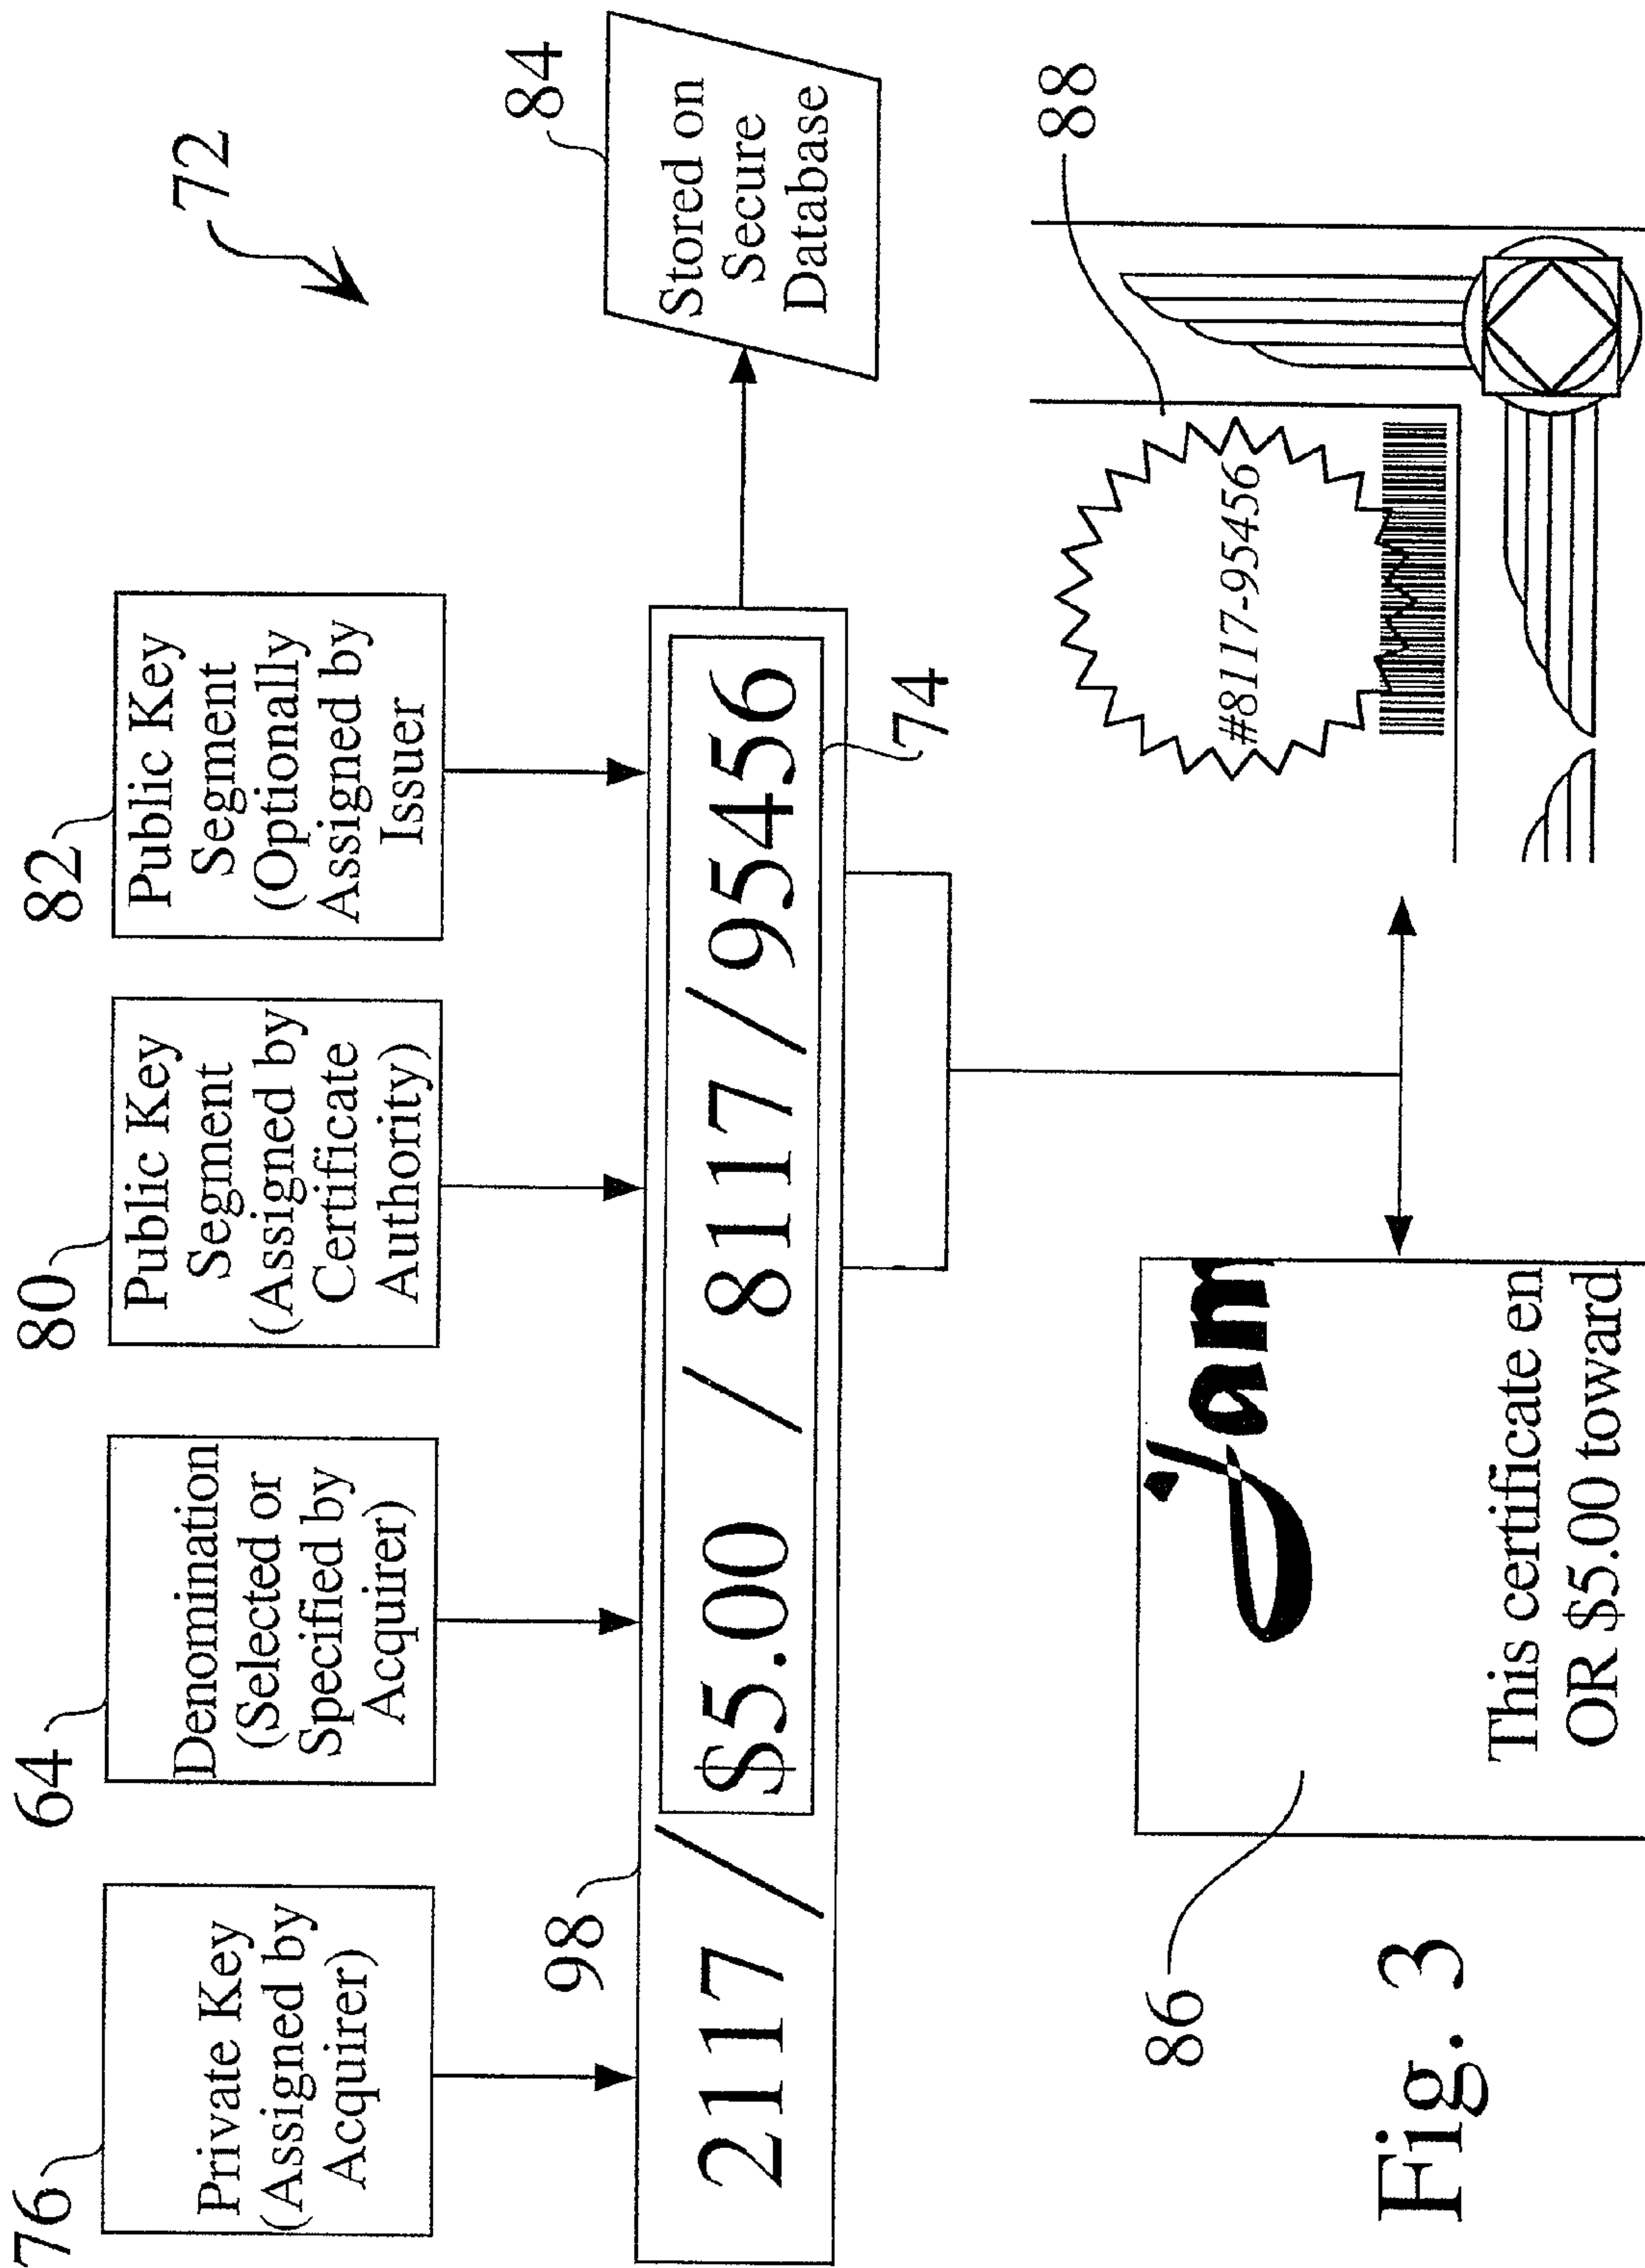 72
76
Private Key
(Assigned by
Acquirer)
64
Denomination
(Selected or
Specified by
Acquirer)
80
Public Key
Segment
(Assigned by
Certificate
Authority)
82
Public Key
Segment
(Optionally
Assigned by
Issuer
98
2117 / $5.00 / 8117 / 95456
74
84
Stored on
Secure
Database
86
Jam
This certificate en
OR $5.00 toward
88
#8117-95456
Fig. 3